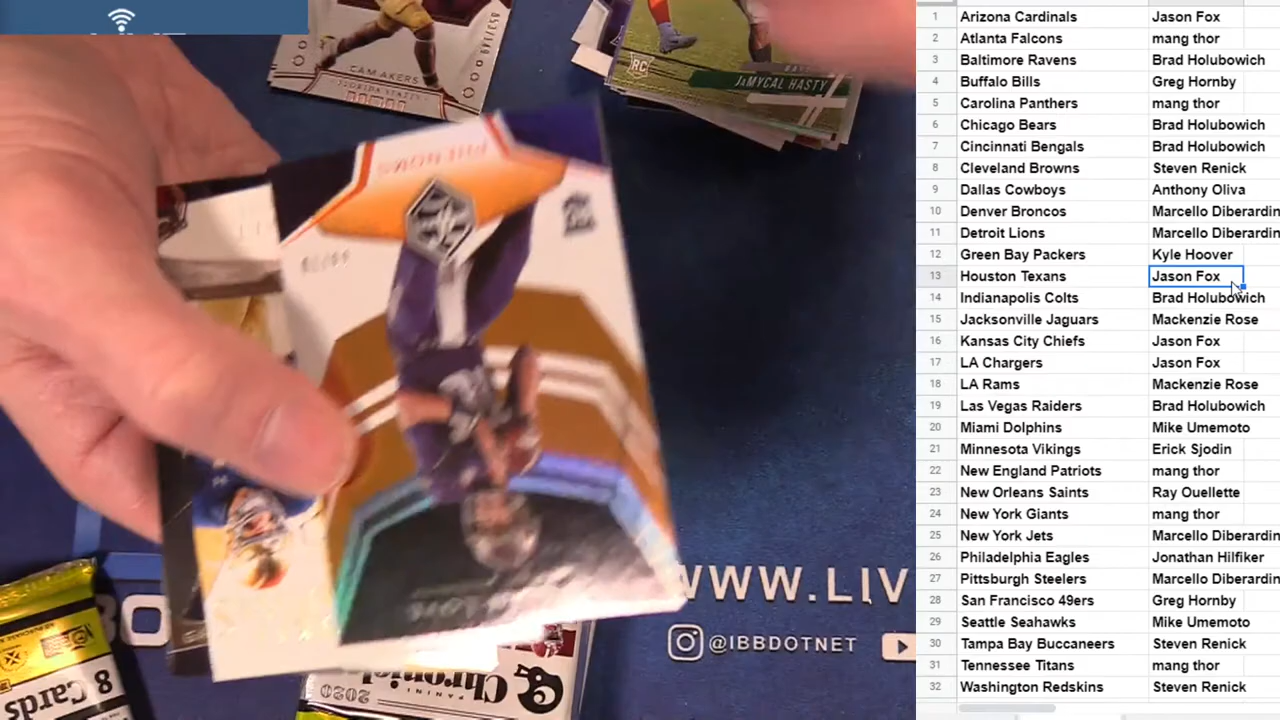 CAM AKERS
FLORIDA STATE
RC
JaMYCAL HASTY
PHENOMS
WWW.LIV
@IBBDOTNET
8 Cards
PANINI
Chronicles
2020
1 Arizona Cardinals Jason Fox
2 Atlanta Falcons mang thor
3 Baltimore Ravens Brad Holubowich
4 Buffalo Bills Greg Hornby
5 Carolina Panthers mang thor
6 Chicago Bears Brad Holubowich
7 Cincinnati Bengals Brad Holubowich
8 Cleveland Browns Steven Renick
9 Dallas Cowboys Anthony Oliva
10 Denver Broncos Marcello Diberardin
11 Detroit Lions Marcello Diberardin
12 Green Bay Packers Kyle Hoover
13 Houston Texans Jason Fox
14 Indianapolis Colts Brad Holubowich
15 Jacksonville Jaguars Mackenzie Rose
16 Kansas City Chiefs Jason Fox
17 LA Chargers Jason Fox
18 LA Rams Mackenzie Rose
19 Las Vegas Raiders Brad Holubowich
20 Miami Dolphins Mike Umemoto
21 Minnesota Vikings Erick Sjodin
22 New England Patriots mang thor
23 New Orleans Saints Ray Ouellette
24 New York Giants mang thor
25 New York Jets Marcello Diberardin
26 Philadelphia Eagles Jonathan Hilfiker
27 Pittsburgh Steelers Marcello Diberardin
28 San Francisco 49ers Greg Hornby
29 Seattle Seahawks Mike Umemoto
30 Tampa Bay Buccaneers Steven Renick
31 Tennessee Titans mang thor
32 Washington Redskins Steven Renick